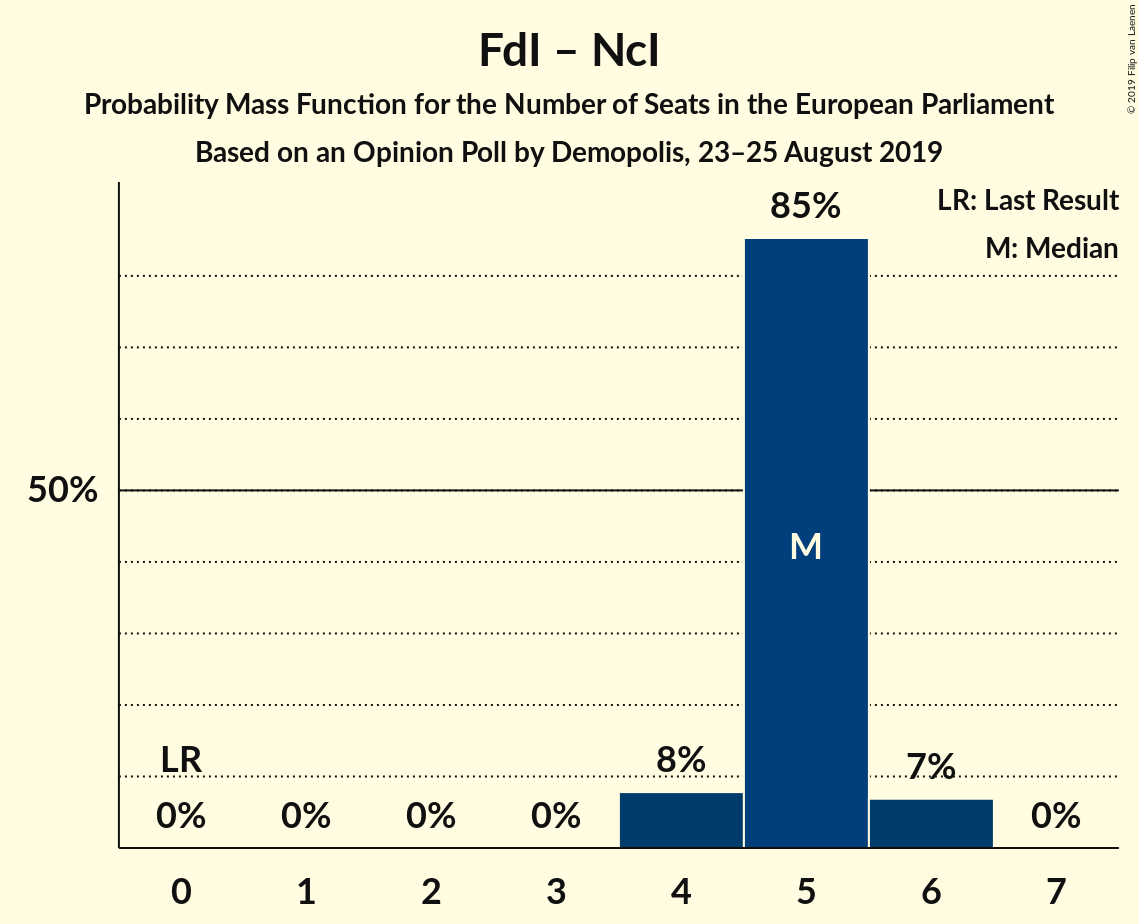 FdI – NcI
Probability Mass Function for the Number of Seats in the European Parliament
Based on an Opinion Poll by Demopolis, 23–25 August 2019
© 2019 Filip van Laenen
LR: Last Result
M: Median
85%
50%
M
LR
8%
7%
0%
0%
0%
0%
0%
0 1 2 3 4 5 6 7